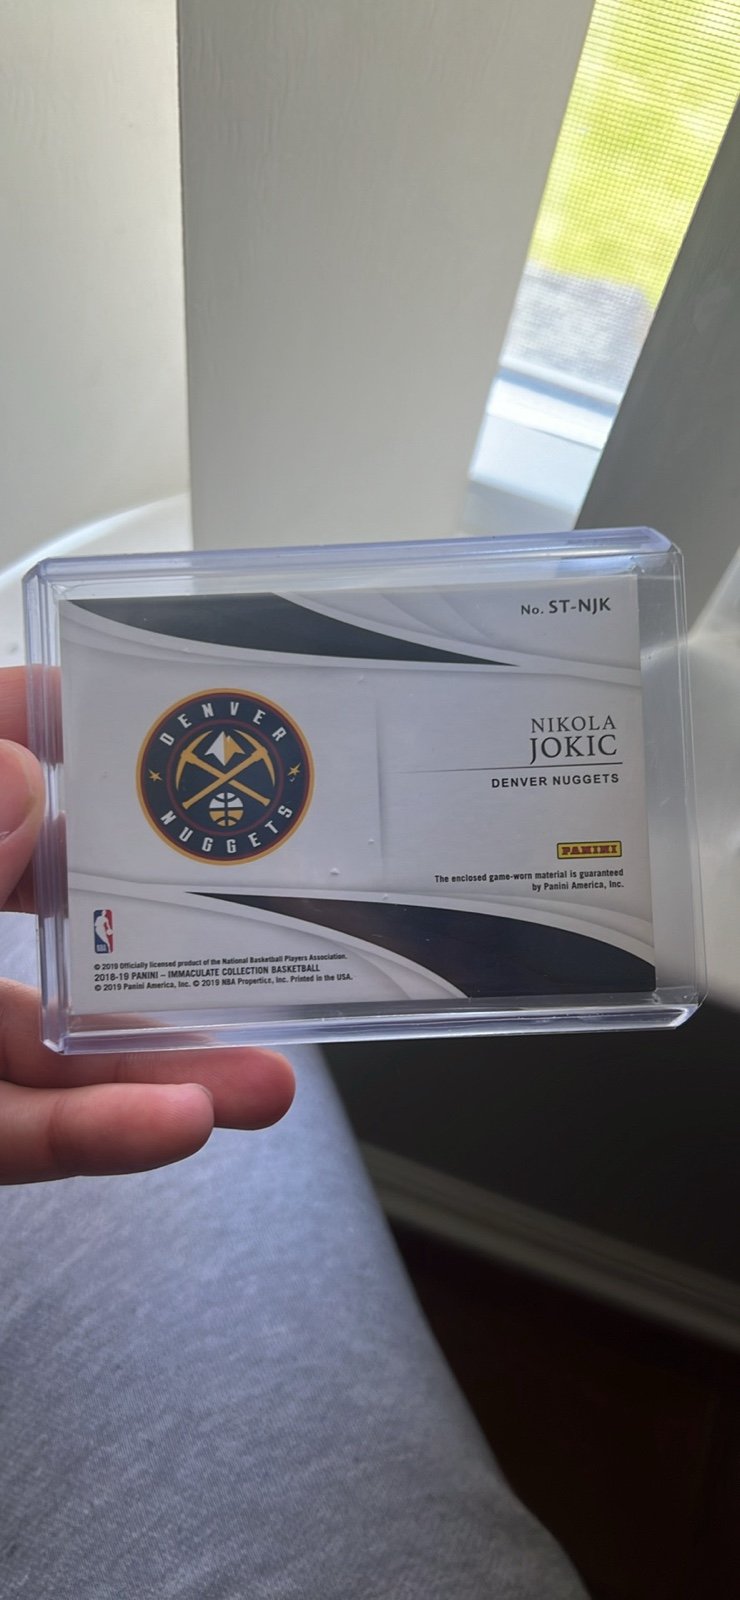 No. ST-NJK
DENVER
NUGGETS
NIKOLA
JOKIC
DENVER NUGGETS
PANINI
The enclosed game-worn material is guaranteed
by Panini America, Inc.
NBA
© 2019 Officially licensed product of the National Basketball Players Association.
2018-19 PANINI – IMMACULATE COLLECTION BASKETBALL
© 2019 Panini America, Inc. © 2019 NBA Properties, Inc. Printed in the USA.